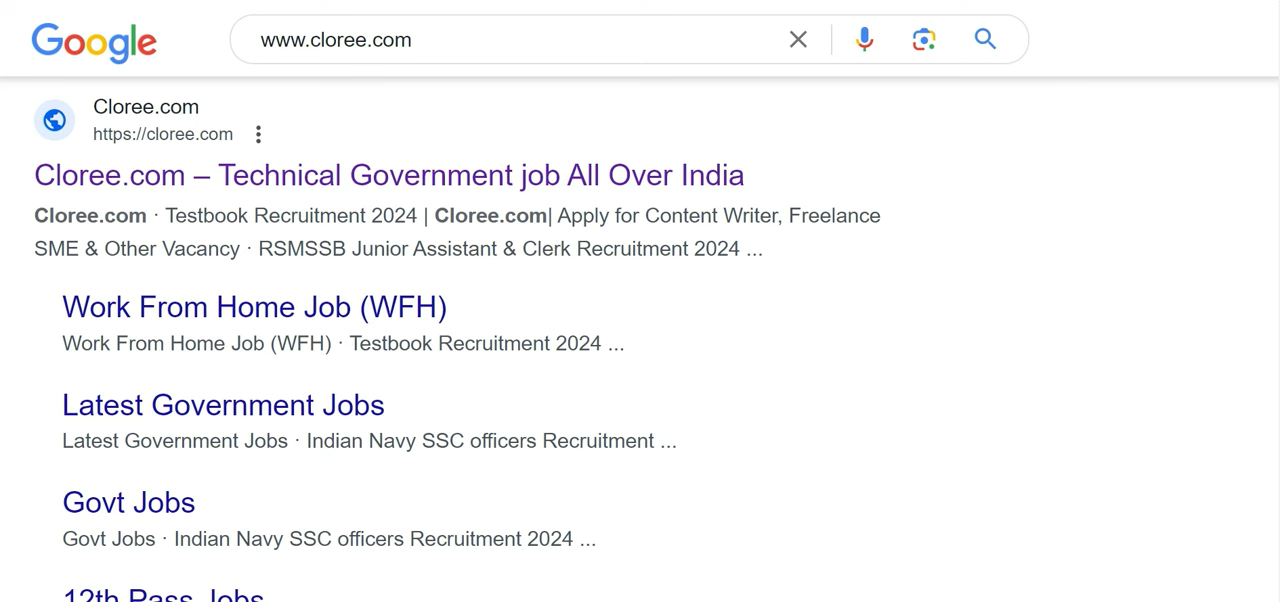 Google
www.cloree.com
Cloree.com
https://cloree.com
Cloree.com – Technical Government job All Over India
Cloree.com · Testbook Recruitment 2024 | Cloree.com| Apply for Content Writer, Freelance
SME & Other Vacancy · RSMSSB Junior Assistant & Clerk Recruitment 2024 ...
Work From Home Job (WFH)
Work From Home Job (WFH) · Testbook Recruitment 2024 ...
Latest Government Jobs
Latest Government Jobs · Indian Navy SSC officers Recruitment ...
Govt Jobs
Govt Jobs · Indian Navy SSC officers Recruitment 2024 ...
12th Pass Jobs